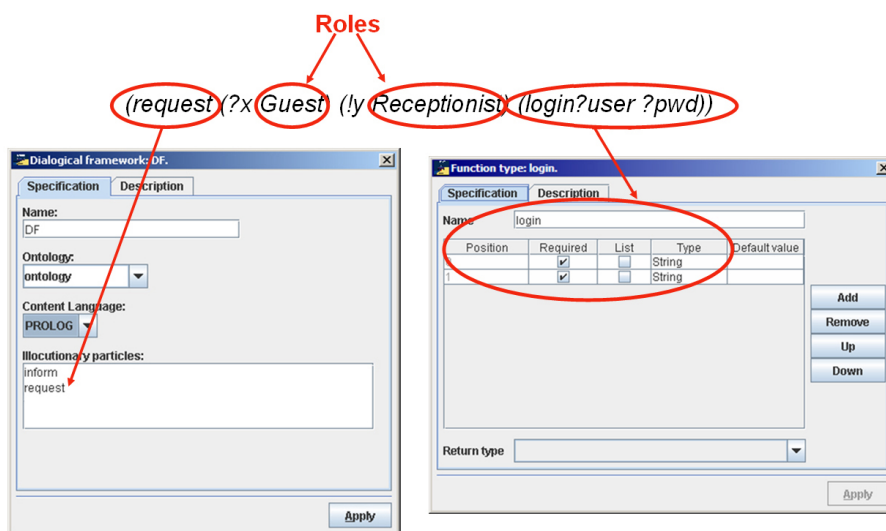 Roles
(request (?x Guest) (!y Receptionist) (login?user ?pwd))
Dialogical framework: DF.
Specification Description
Name:
DF
Ontology:
ontology
Content Language:
PROLOG
Illocutionary particles:
inform
request
Apply
Function type: login.
Specification Description
Name login
Position Required List Type Default value
0 String
1 String
Add
Remove
Up
Down
Return type
Apply